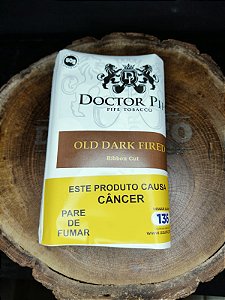 DOCTOR PI
PIPE TOBACCO
OLD DARK FIRED
Ribbon Cut
ESTE PRODUTO CAUSA
CÂNCER
PARE
DE
FUMAR